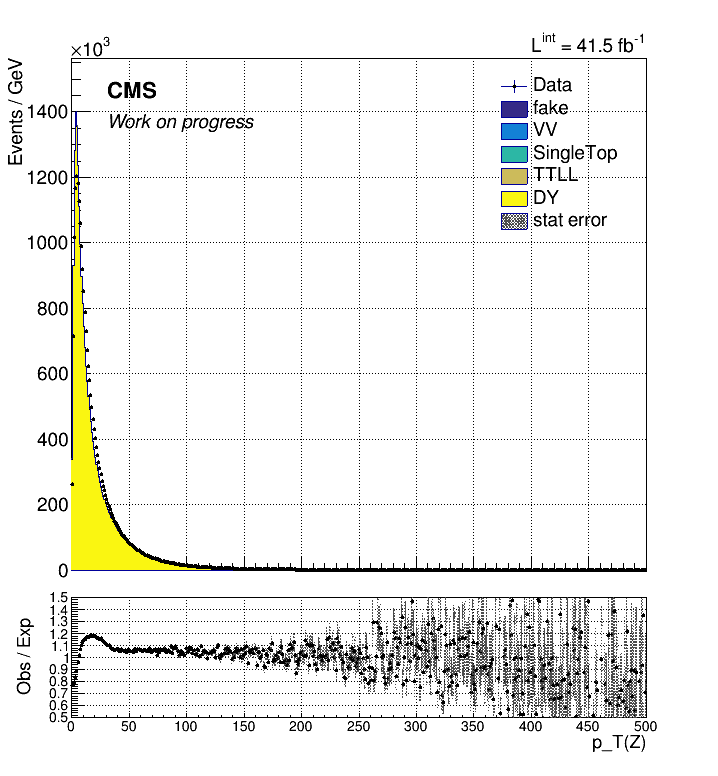 ×10³
L^int = 41.5 fb^-1
Events / GeV
CMS
Work on progress
Data
fake
VV
SingleTop
TTLL
DY
stat error
1400
1200
1000
800
600
400
200
0
Obs / Exp
1.5
1.4
1.3
1.2
1.1
1
0.9
0.8
0.7
0.6
0.5
0 50 100 150 200 250 300 350 400 450 500
p_T(Z)